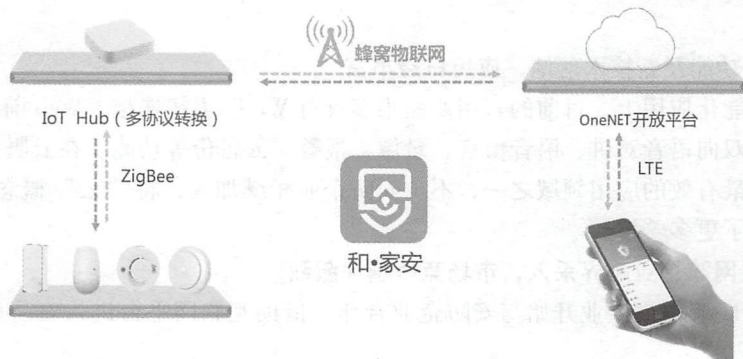 蜂窝物联网
IoT Hub（多协议转换）
OneNET开放平台
ZigBee
LTE
和•家安